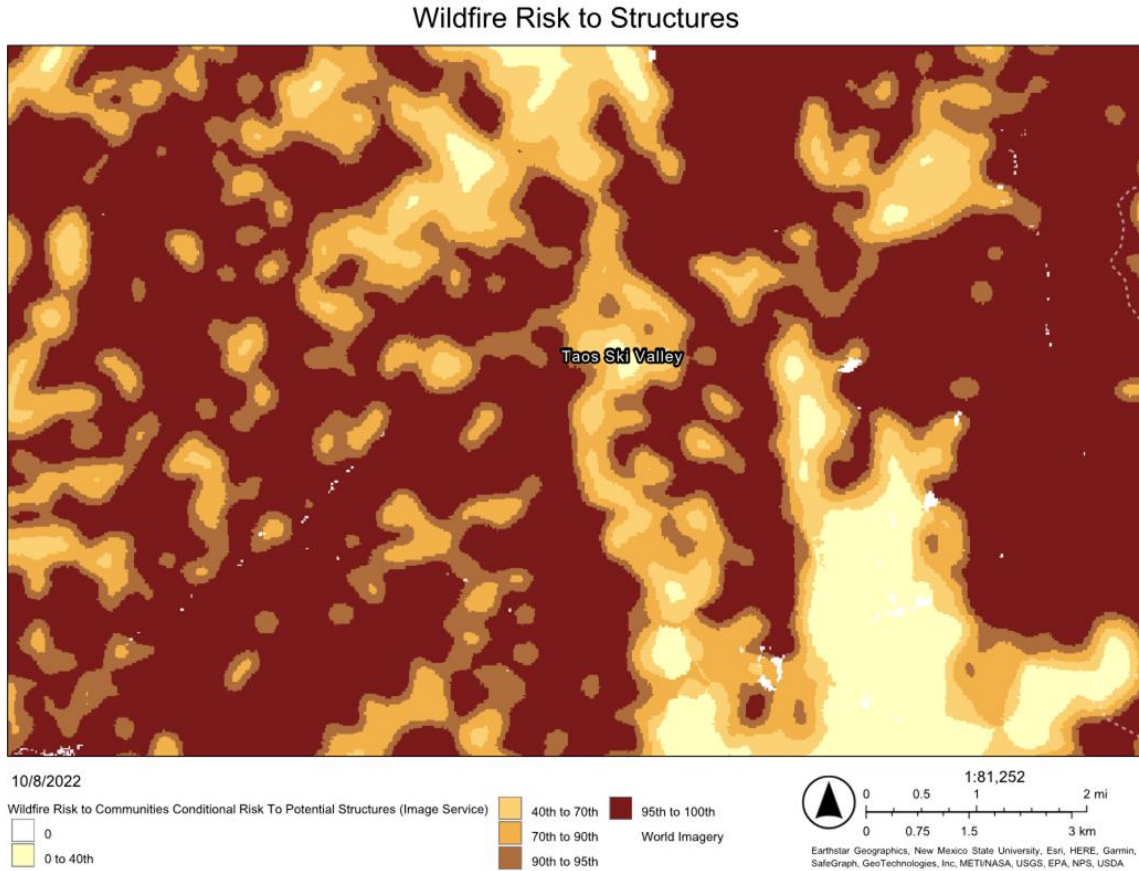 Wildfire Risk to Structures
Taos Ski Valley
10/8/2022
Wildfire Risk to Communities Conditional Risk To Potential Structures (Image Service)
0
0 to 40th
40th to 70th
70th to 90th
90th to 95th
95th to 100th
World Imagery
1:81,252
0 0.5 1 2 mi
0 0.75 1.5 3 km
Earthstar Geographics, New Mexico State University, Esri, HERE, Garmin,
SafeGraph, GeoTechnologies, Inc, METI/NASA, USGS, EPA, NPS, USDA